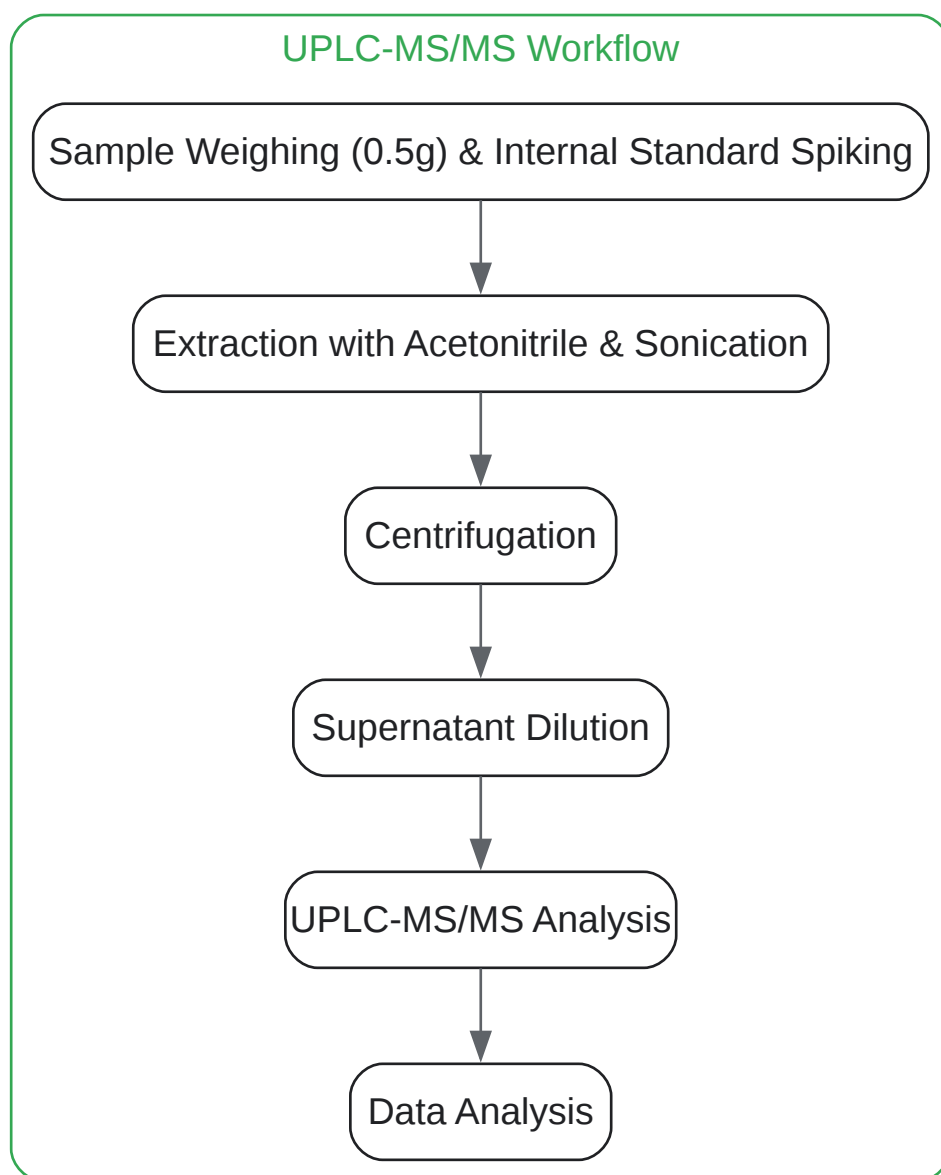 UPLC-MS/MS Workflow
Sample Weighing (0.5g) & Internal Standard Spiking
Extraction with Acetonitrile & Sonication
Centrifugation
Supernatant Dilution
UPLC-MS/MS Analysis
Data Analysis